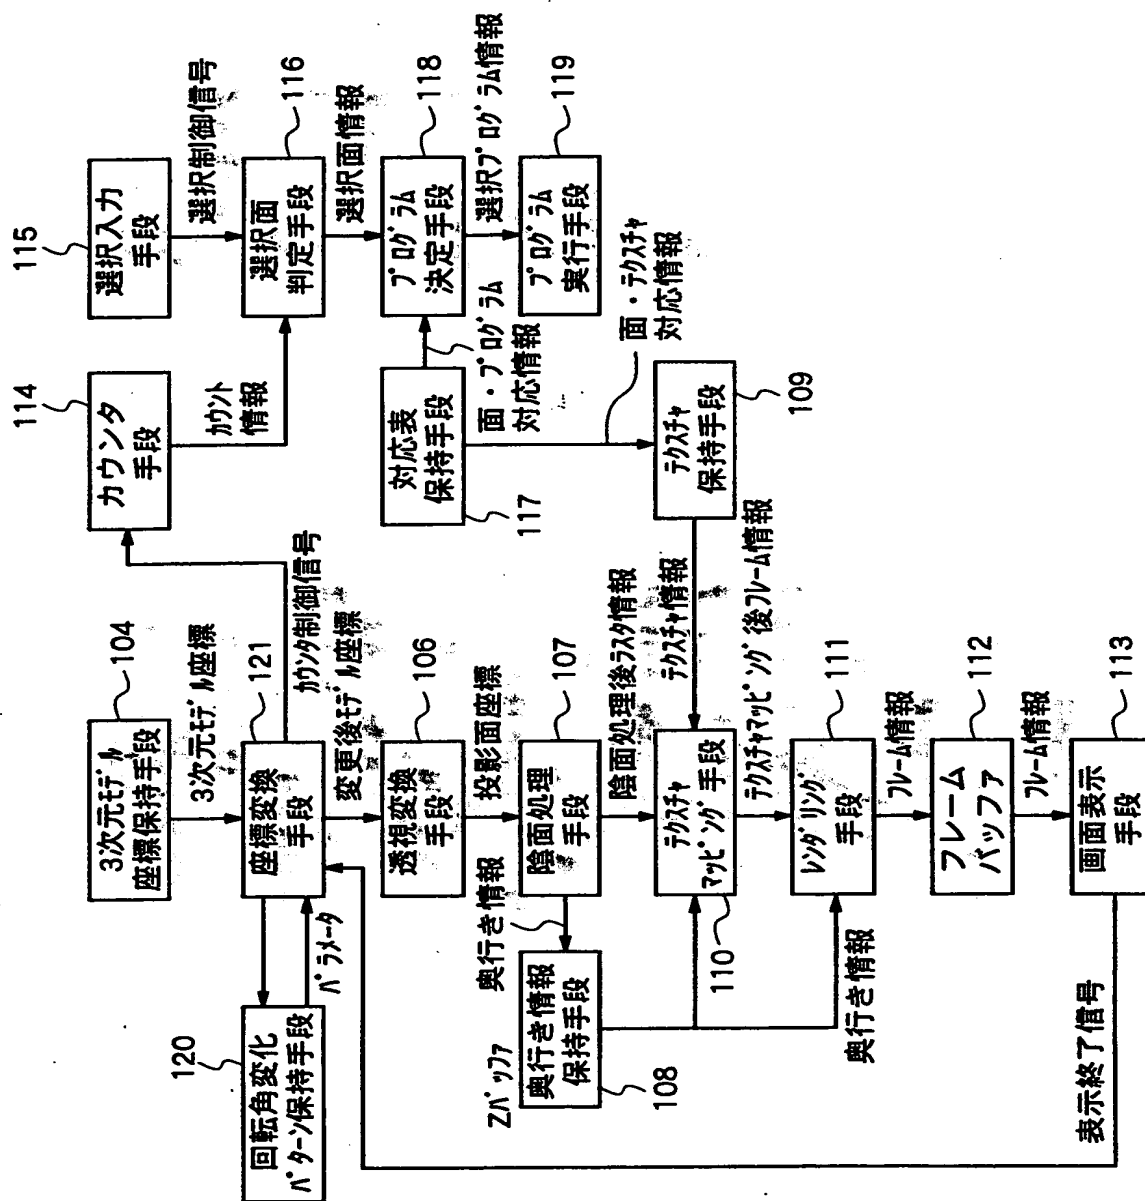 115
選択入力
手段
選択制御信号
選択面
判定手段
116
選択面情報
プログラム
決定手段
118
選択プログラム情報
プログラム
実行手段
119
114
カウンタ
手段
カウント
情報
対応表
保持手段
117
面・プログラム
対応情報
面・テクスチャ
対応情報
テクスチャ
保持手段
109
3次元モデル
座標保持手段
104
3次元モデル座標
座標変換
手段
121
カウンタ制御信号
変更後モデル座標
透視変換
手段
106
投影面座標
陰面処理
手段
107
陰面処理後ラスタ情報
テクスチャ情報
テクスチャ
マッピング手段
110
テクスチャマッピング後フレーム情報
レンダリング
手段
111
フレーム情報
フレーム
バッファ
112
フレーム情報
画面表示
手段
113
120
回転角変化
パターン保持手段
パラメータ
奥行き情報
Zバッファ
奥行き情報
保持手段
108
奥行き情報
表示終了信号